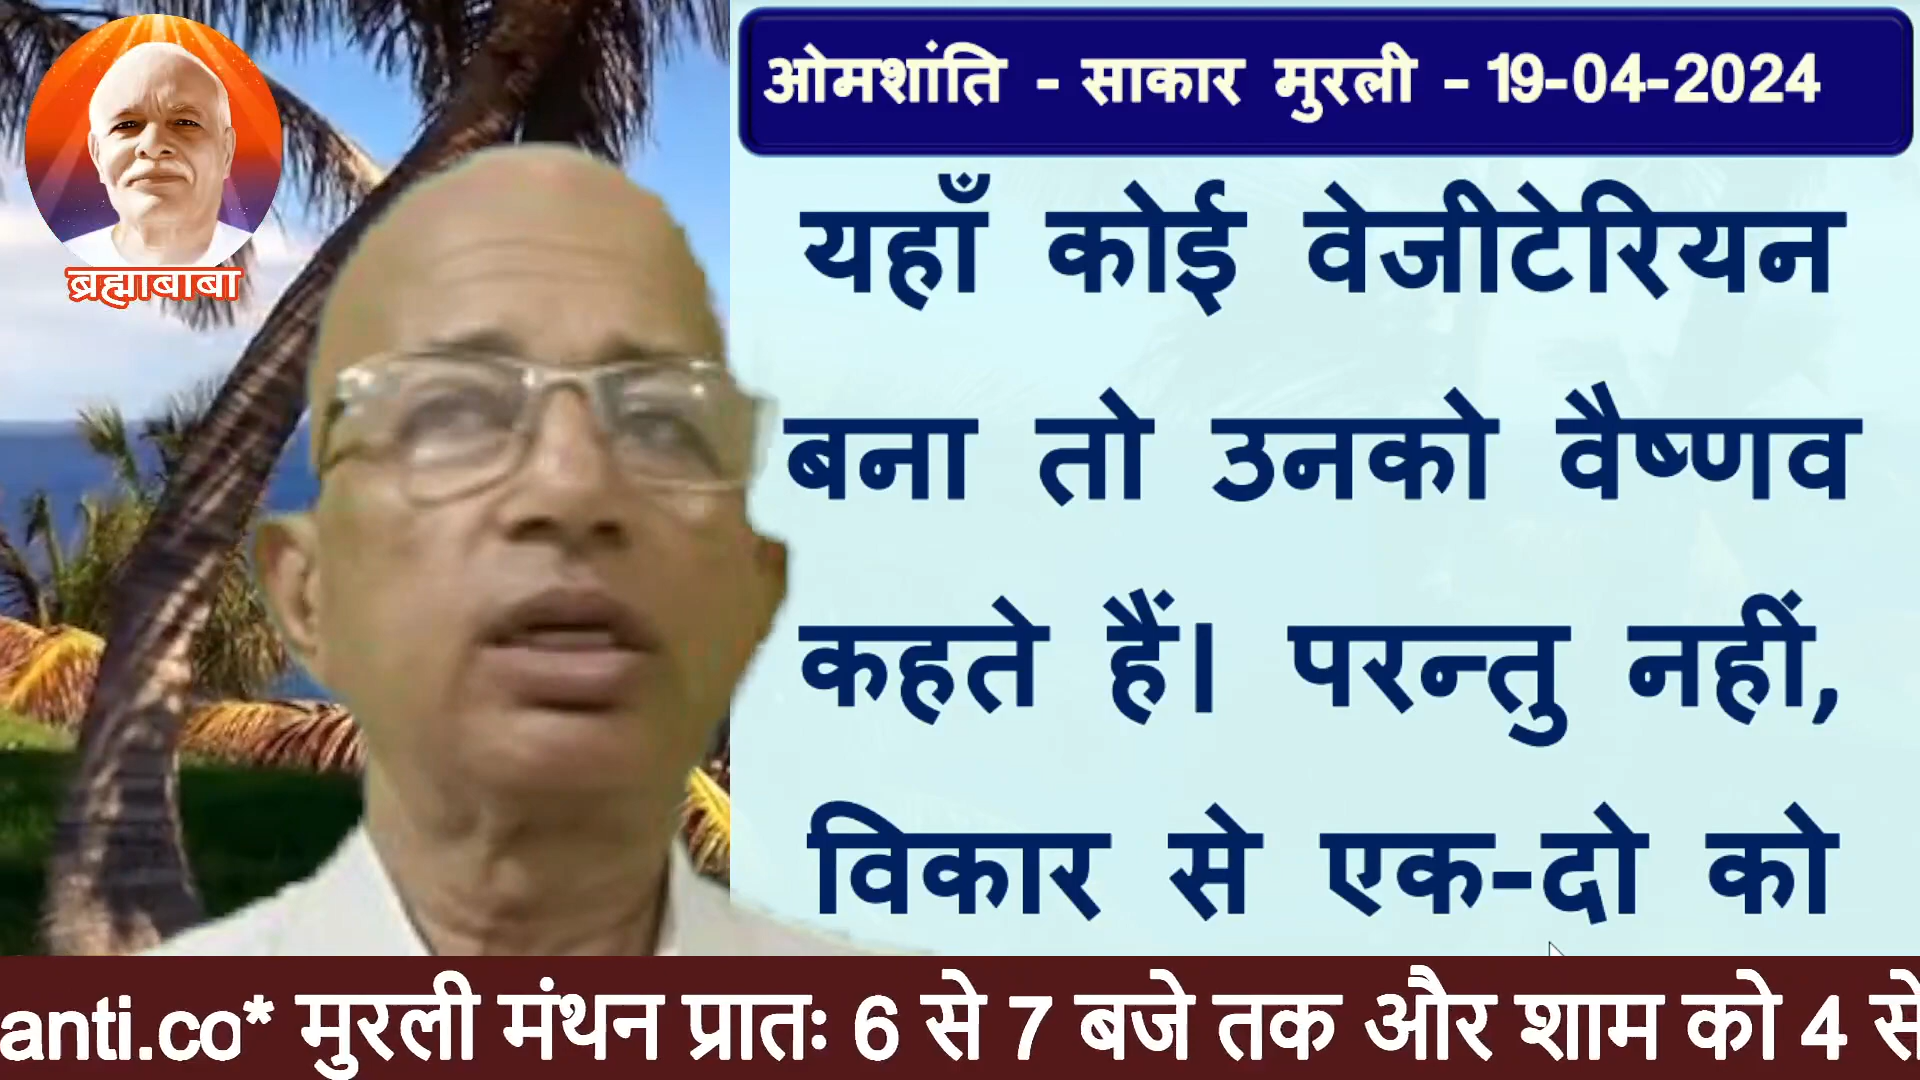 ब्रह्माबाबा
ओमशांति - साकार मुरली - 19-04-2024
यहाँ कोई वेजीटेरियन
बना तो उनको वैष्णव
कहते हैं। परन्तु नहीं,
विकार से एक-दो को
anti.co* मुरली मंथन प्रातः 6 से 7 बजे तक और शाम को 4 से